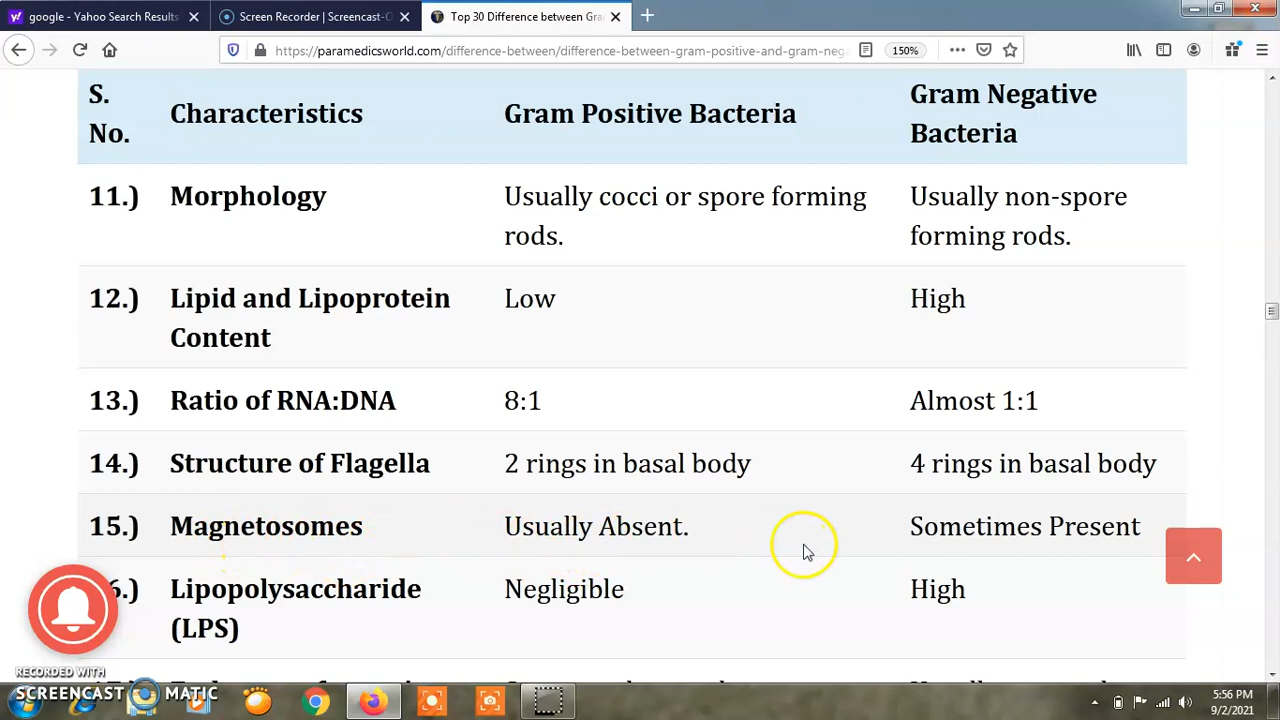 google - Yahoo Search Results
Screen Recorder | Screencast-O
Top 30 Difference between Gra
https://paramedicsworld.com/difference-between/difference-between-gram-positive-and-gram-neg
150%
S. No. Characteristics Gram Positive Bacteria Gram Negative Bacteria
11.) Morphology Usually cocci or spore forming rods. Usually non-spore forming rods.
12.) Lipid and Lipoprotein Content Low High
13.) Ratio of RNA:DNA 8:1 Almost 1:1
14.) Structure of Flagella 2 rings in basal body 4 rings in basal body
15.) Magnetosomes Usually Absent. Sometimes Present
6.) Lipopolysaccharide (LPS) Negligible High
RECORDED WITH
SCREENCAST MATIC
5:56 PM
9/2/2021